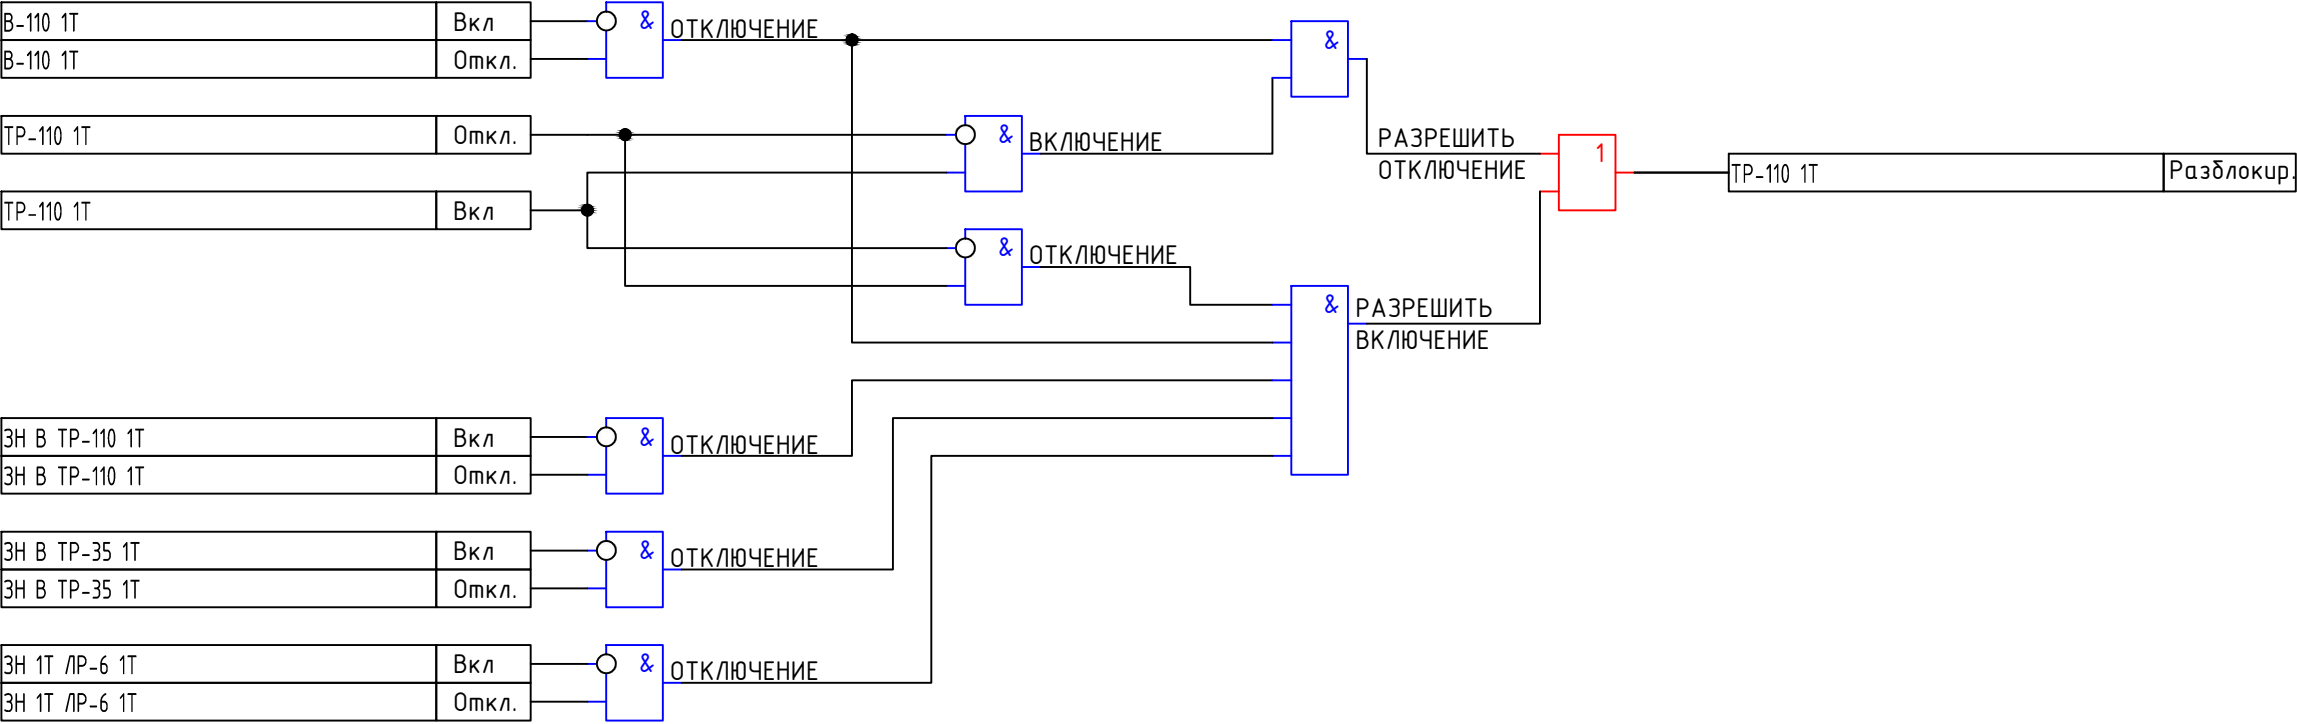 В-110 1Т Вкл & ОТКЛЮЧЕНИЕ &
В-110 1Т Откл.
ТР-110 1Т Откл. & ВКЛЮЧЕНИЕ РАЗРЕШИТЬ 1
ОТКЛЮЧЕНИЕ ТР-110 1Т Разблокир.
ТР-110 1Т Вкл
& ОТКЛЮЧЕНИЕ
& РАЗРЕШИТЬ
ВКЛЮЧЕНИЕ
ЗН В ТР-110 1Т Вкл & ОТКЛЮЧЕНИЕ
ЗН В ТР-110 1Т Откл.
ЗН В ТР-35 1Т Вкл & ОТКЛЮЧЕНИЕ
ЗН В ТР-35 1Т Откл.
ЗН 1Т ЛР-6 1Т Вкл & ОТКЛЮЧЕНИЕ
ЗН 1Т ЛР-6 1Т Откл.